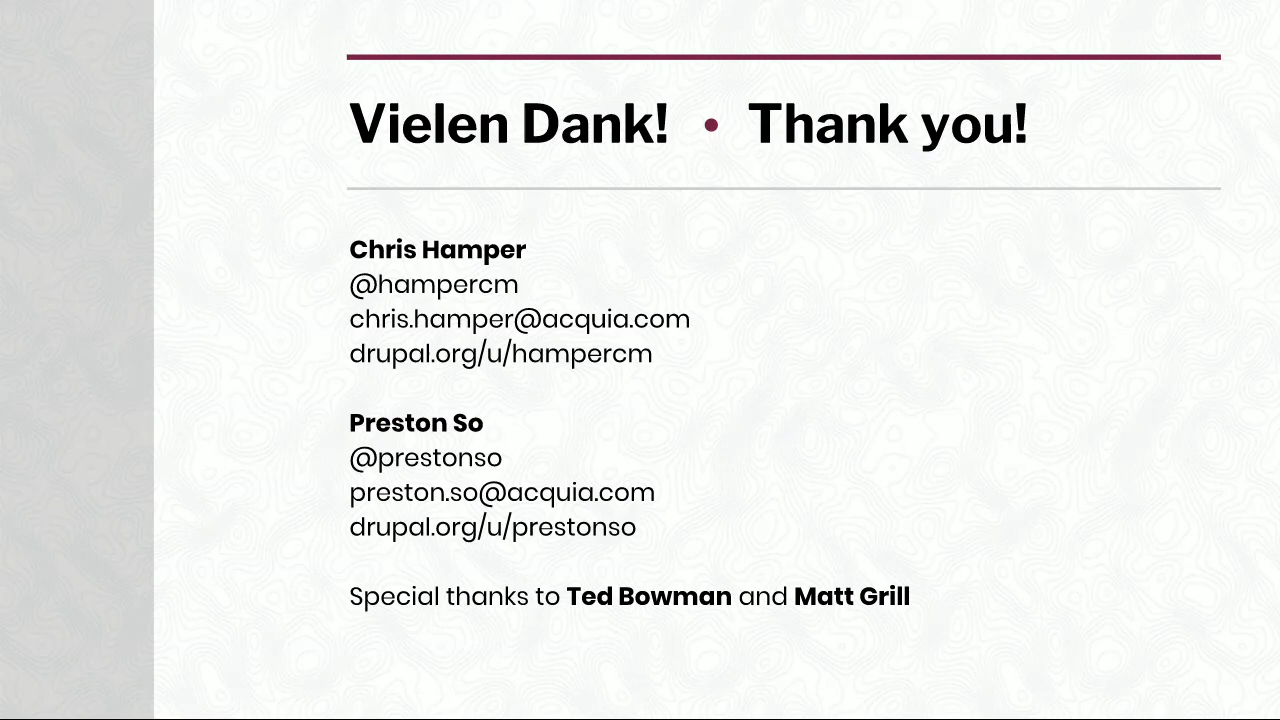 Vielen Dank! • Thank you!
Chris Hamper
@hampercm
chris.hamper@acquia.com
drupal.org/u/hampercm
Preston So
@prestonso
preston.so@acquia.com
drupal.org/u/prestonso
Special thanks to Ted Bowman and Matt Grill